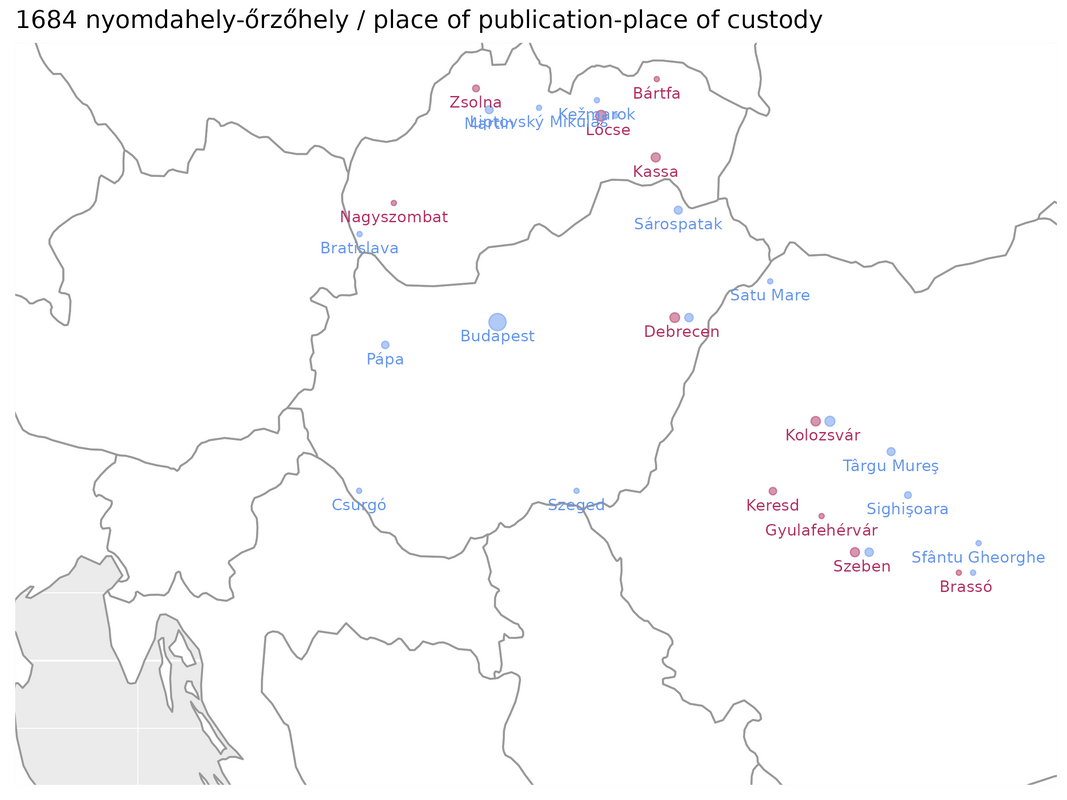 1684 nyomdahely-őrzőhely / place of publication-place of custody
Bártfa
Zsolna
Kežmarok
Martin
Liptovský Mikuláš
Lőcse
Kassa
Nagyszombat
Sárospatak
Bratislava
Satu Mare
Debrecen
Budapest
Pápa
Kolozsvár
Târgu Mureş
Csurgó
Szeged
Keresd
Sighişoara
Gyulafehérvár
Sfântu Gheorghe
Szeben
Brassó